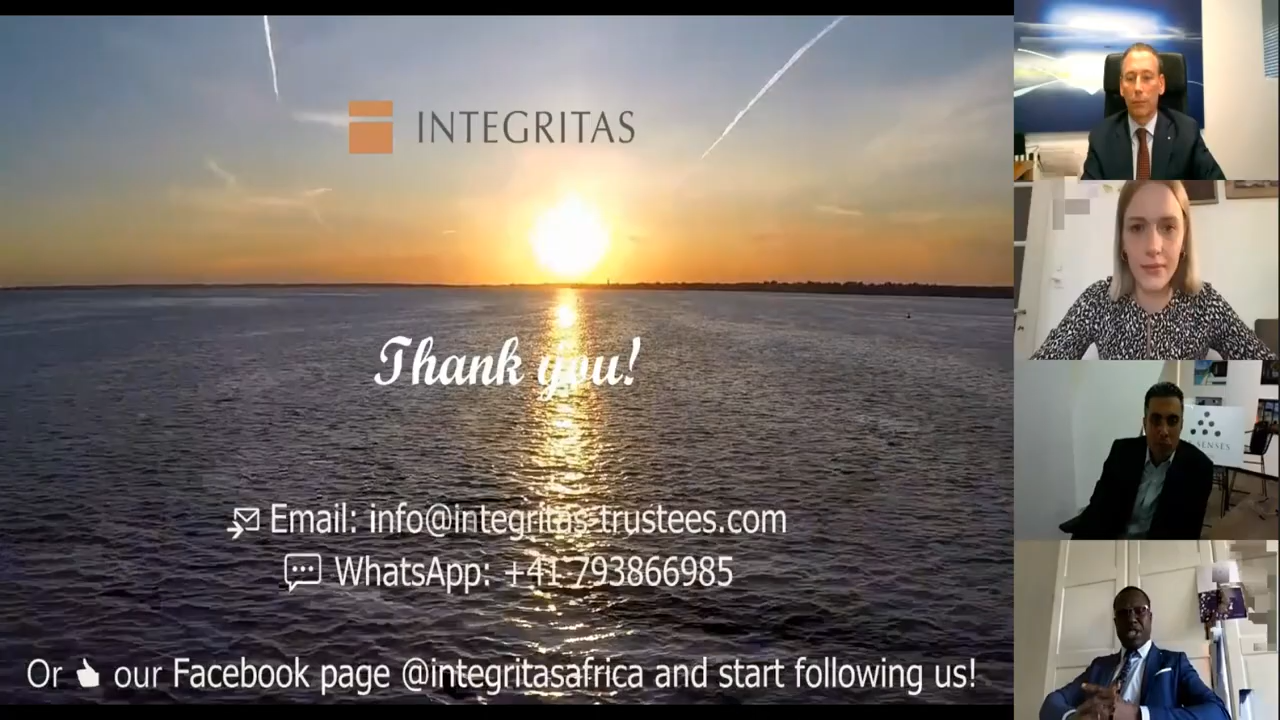 INTEGRITAS
Thank you!
Email: info@integritas-trustees.com
WhatsApp: +41 793866985
Or our Facebook page @integritasafrica and start following us!
SENSES